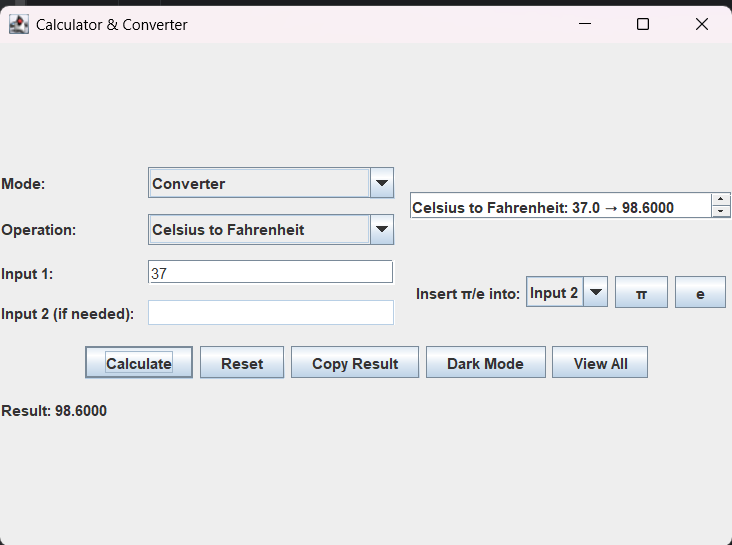 Calculator & Converter
Mode:
Converter
Celsius to Fahrenheit: 37.0 → 98.6000
Operation:
Celsius to Fahrenheit
Input 1:
37
Insert π/e into:
Input 2
π
e
Input 2 (if needed):
Calculate
Reset
Copy Result
Dark Mode
View All
Result: 98.6000